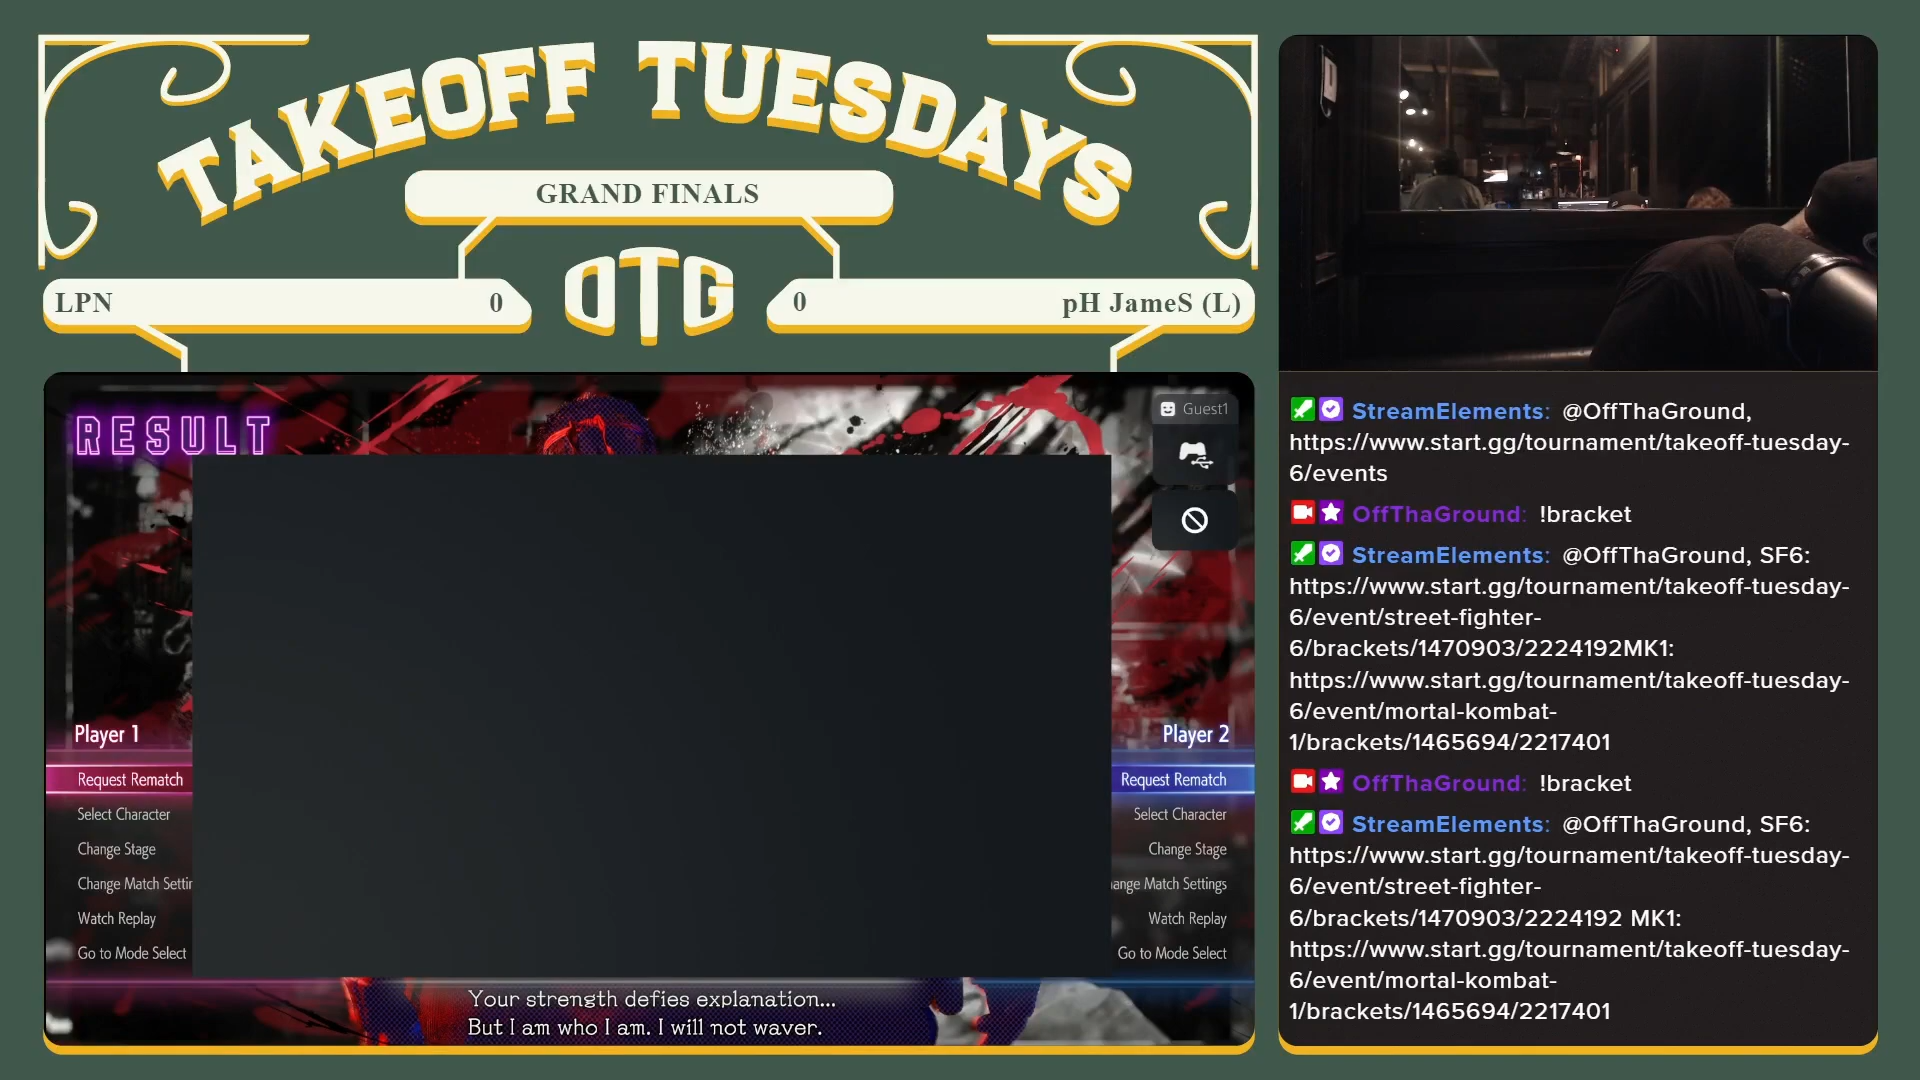 TAKEOFF TUESDAYS
GRAND FINALS
OTG
LPN
0
0
pH JameS (L)
RESULT
Guest1
Player 1
Request Rematch
Select Character
Change Stage
Change Match Settin
Watch Replay
Go to Mode Select
Player 2
Request Rematch
Select Character
Change Stage
ange Match Settings
Watch Replay
Go to Mode Select
Your strength defies explanation...
But I am who I am. I will not waver.
StreamElements: @OffThaGround,
https://www.start.gg/tournament/takeoff-tuesday-
6/events
OffThaGround: !bracket
StreamElements: @OffThaGround, SF6:
https://www.start.gg/tournament/takeoff-tuesday-
6/event/street-fighter-
6/brackets/1470903/2224192MK1:
https://www.start.gg/tournament/takeoff-tuesday-
6/event/mortal-kombat-
1/brackets/1465694/2217401
OffThaGround: !bracket
StreamElements: @OffThaGround, SF6:
https://www.start.gg/tournament/takeoff-tuesday-
6/event/street-fighter-
6/brackets/1470903/2224192 MK1:
https://www.start.gg/tournament/takeoff-tuesday-
6/event/mortal-kombat-
1/brackets/1465694/2217401